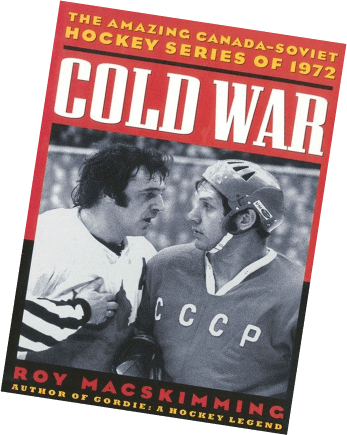 THE AMAZING CANADA-SOVIET
HOCKEY SERIES OF 1972
COLD WAR
CCCP
ROY MACSKIMMING
AUTHOR OF GORDIE: A HOCKEY LEGEND